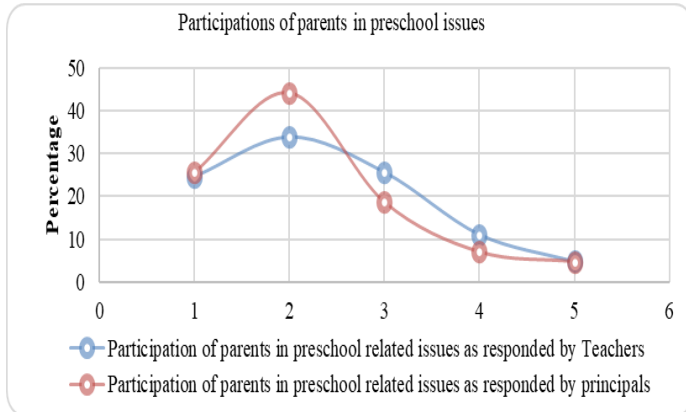 Participations of parents in preschool issues
Percentage
50
40
30
20
10
0
0 1 2 3 4 5 6
Participation of parents in preschool related issues as responded by Teachers
Participation of parents in preschool related issues as responded by principals